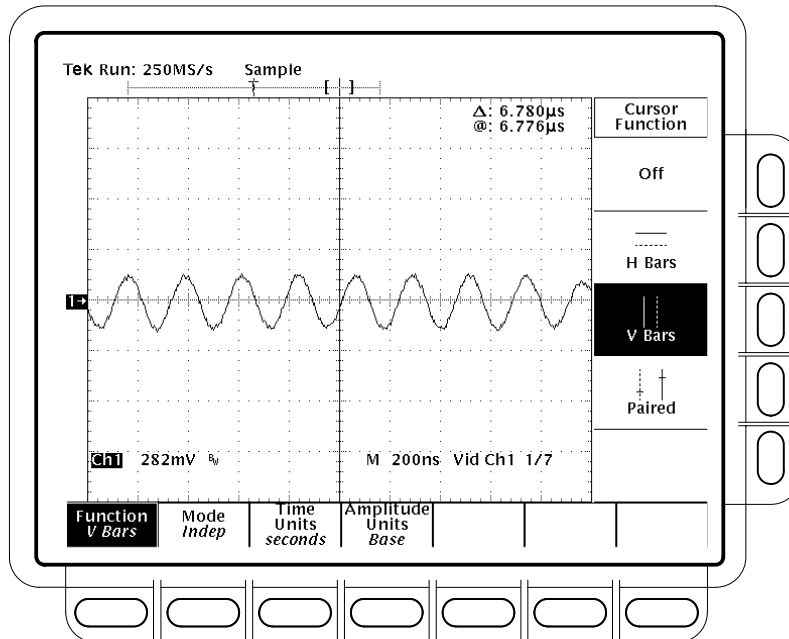 Tek Run: 250MS/s Sample
[ ]
Δ: 6.780µs
@: 6.776µs
1→
Ch1 282mV BW M 200ns Vid Ch1 1/7
Cursor
Function
Off
H Bars
V Bars
Paired
Function
V Bars
Mode
Indep
Time
Units
seconds
Amplitude
Units
Base